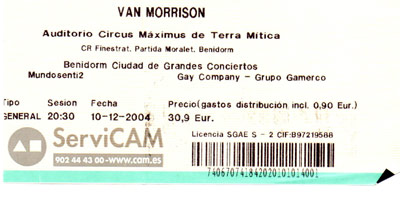 VAN MORRISON
Auditorio Circus Máximus de Terra Mítica
CR Finestrat. Partida Moralet. Benidorm
Benidorm Ciudad de Grandes Conciertos
Mundosenti2 Gay Company - Grupo Gamerco
Tipo Sesion Fecha Precio(gastos distribución incl. 0,90 Eur.)
GENERAL 20:30 10-12-2004 30,9 Eur.
ServiCAM
902 44 43 00-www.cam.es
Licencia SGAE S - 2 CIF:B97219588
740670741842020101014001